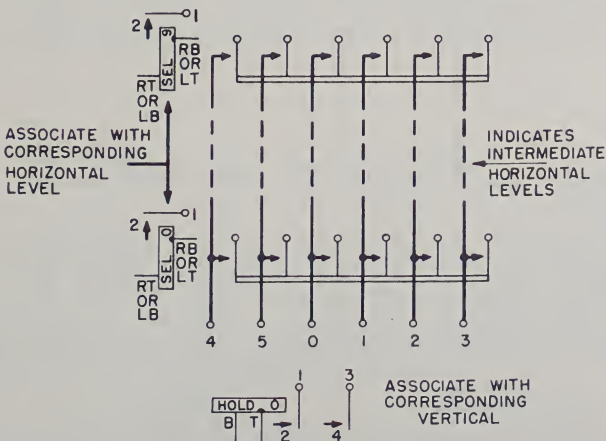 2 1
SEL 9
RB
OR
LT
RT
OR
LB
ASSOCIATE WITH
CORRESPONDING
HORIZONTAL
LEVEL
INDICATES
INTERMEDIATE
HORIZONTAL
LEVELS
2 1
SEL 0
RB
OR
LT
RT
OR
LB
4 5 0 1 2 3
HOLD 0
B T
1 3
2 4
ASSOCIATE WITH
CORRESPONDING
VERTICAL